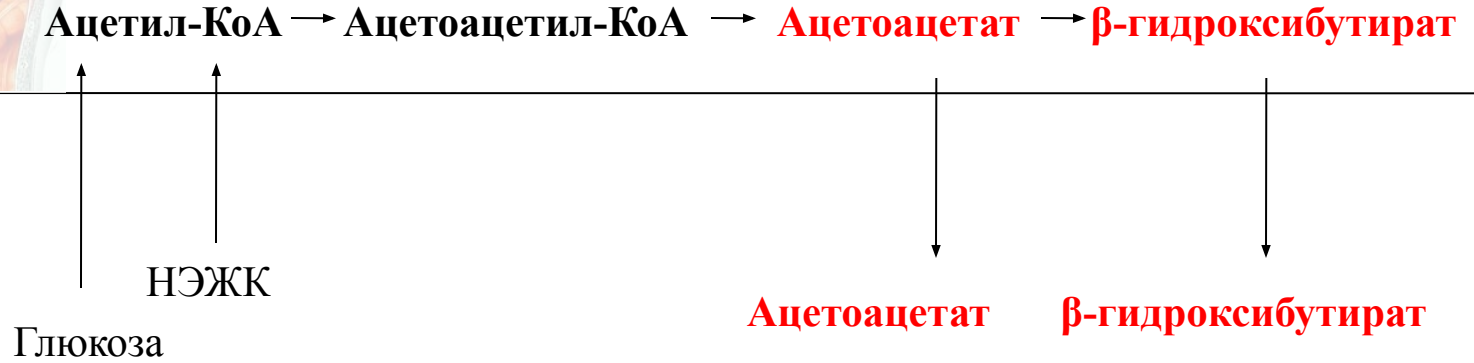 Ацетил-КоА → Ацетоацетил-КоА → Ацетоацетат → β-гидроксибутират
НЭЖК
Ацетоацетат β-гидроксибутират
Глюкоза